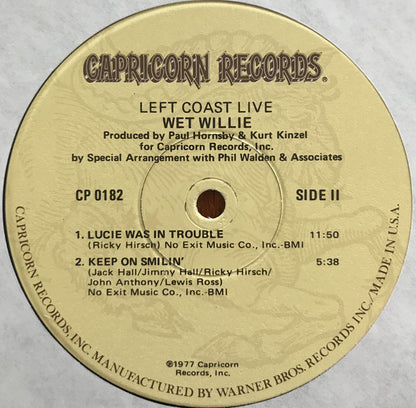 CAPRICORN RECORDS®
LEFT COAST LIVE
WET WILLIE
Produced by Paul Hornsby & Kurt Kinzel
for Capricorn Records, Inc.
by Special Arrangement with Phil Walden & Associates
CP 0182 SIDE II
1. LUCIE WAS IN TROUBLE 11:50
(Ricky Hirsch) No Exit Music Co., Inc.-BMI
2. KEEP ON SMILIN' 5:38
(Jack Hall/Jimmy Hall/Ricky Hirsch/
John Anthony/Lewis Ross)
No Exit Music Co., Inc.-BMI
℗1977 Capricorn
Records, Inc.
CAPRICORN RECORDS, INC. MANUFACTURED BY WARNER BROS. RECORDS INC./MADE IN U.S.A.